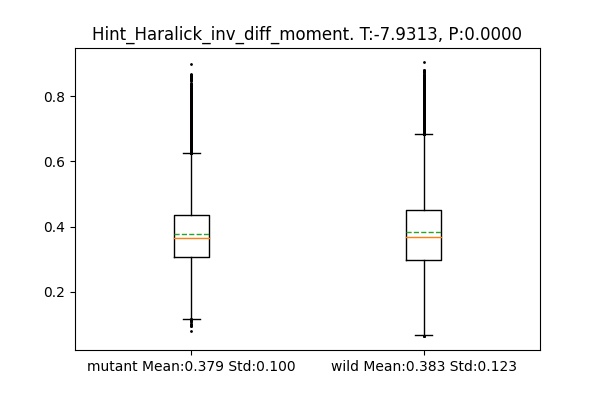 Hint_Haralick_inv_diff_moment. T:-7.9313, P:0.0000
0.8
0.6
0.4
0.2
mutant Mean:0.379 Std:0.100
wild Mean:0.383 Std:0.123